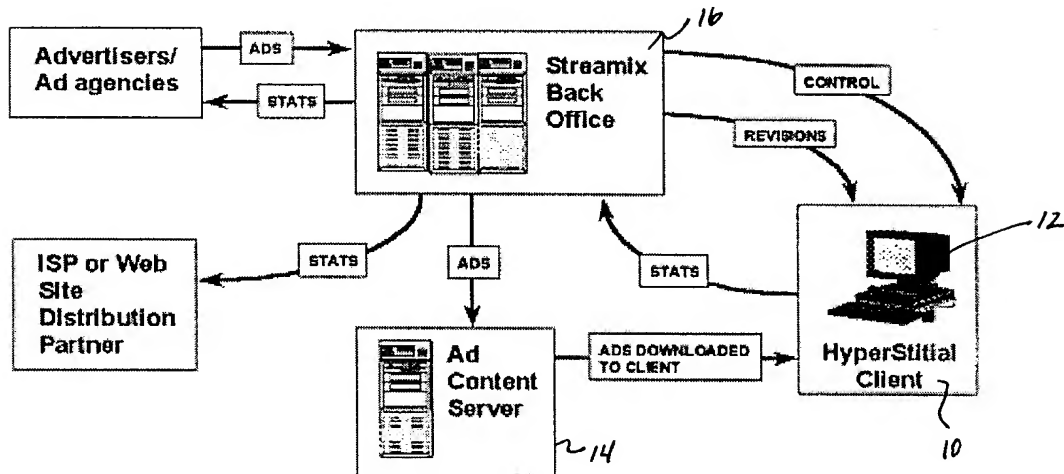 16
Advertisers/
Ad agencies
ADS
STATS
Streamix
Back
Office
CONTROL
REVISIONS
12
ISP or Web
Site
Distribution
Partner
STATS
ADS
STATS
Ad
Content
Server
ADS DOWNLOADED
TO CLIENT
HyperStitial
Client
14
10